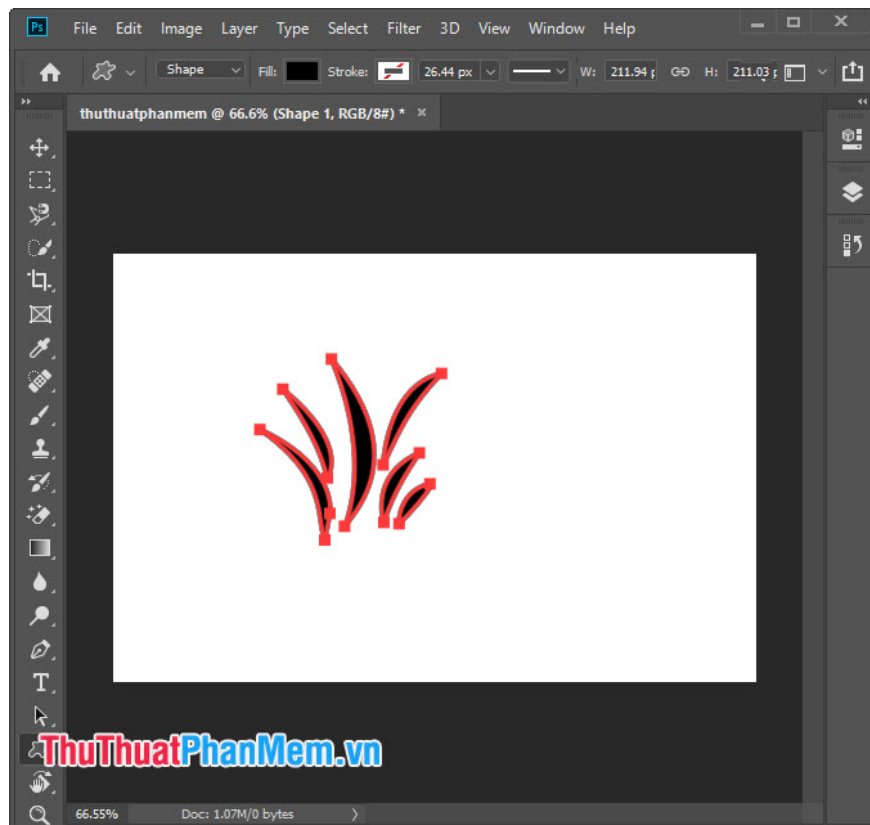 Ps File Edit Image Layer Type Select Filter 3D View Window Help
Shape Fill: Stroke: 26.44 px W: 211.94 H: 211.03
thuthuatphanmem @ 66.6% (Shape 1, RGB/8#) * ×
T
ThuThuatPhanMem.vn
66.55% Doc: 1.07M/0 bytes